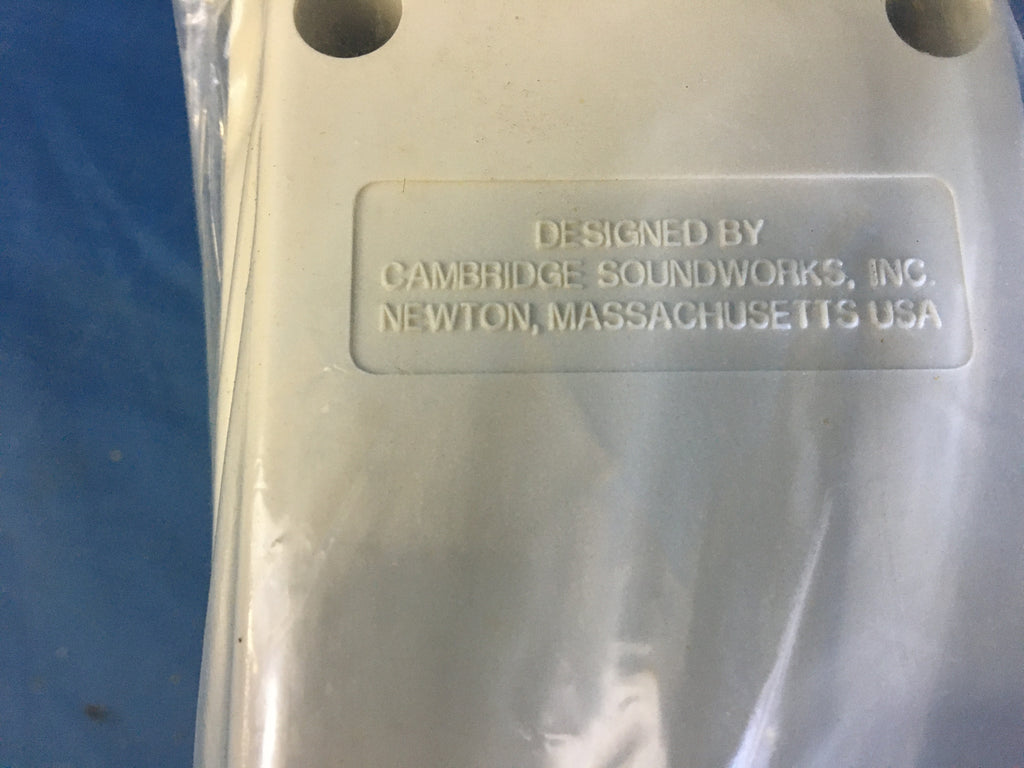 DESIGNED BY
CAMBRIDGE SOUNDWORKS, INC.
NEWTON, MASSACHUSETTS USA